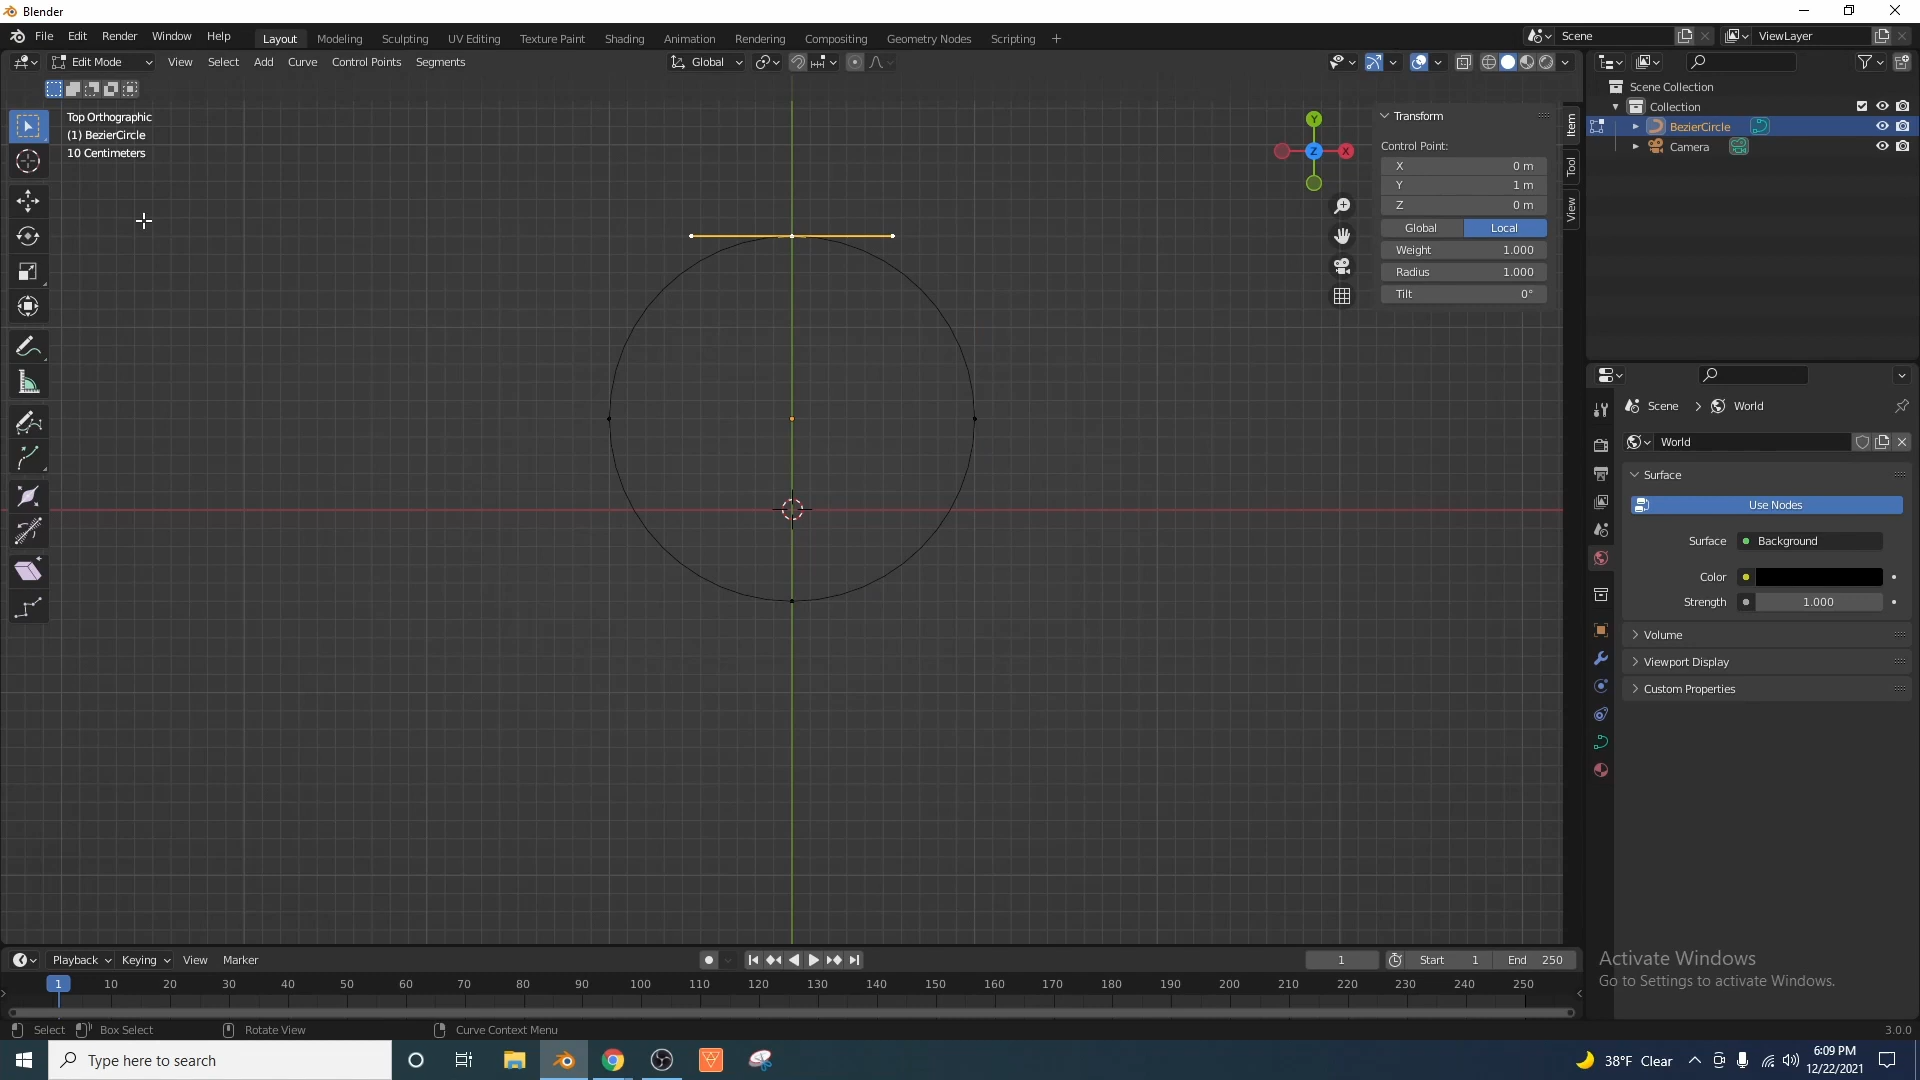 Blender
File Edit Render Window Help Layout Modeling Sculpting UV Editing Texture Paint Shading Animation Rendering Compositing Geometry Nodes Scripting + Scene ViewLayer
Edit Mode View Select Add Curve Control Points Segments Global
Scene Collection
Collection
BezierCircle
Camera
Top Orthographic
(1) BezierCircle
10 Centimeters
Y
X
Z
Transform
Control Point:
X 0 m
Y 1 m
Z 0 m
Global Local
Weight 1.000
Radius 1.000
Tilt 0°
Item
Tool
View
Scene > World
World
Surface
Use Nodes
Surface Background
Color
Strength 1.000
Volume
Viewport Display
Custom Properties
Activate Windows
Go to Settings to activate Windows.
Playback Keying View Marker 1 Start 1 End 250
1 10 20 30 40 50 60 70 80 90 100 110 120 130 140 150 160 170 180 190 200 210 220 230 240 250
Select Box Select Rotate View Curve Context Menu 3.0.0
Type here to search
38°F Clear
6:09 PM
12/22/2021